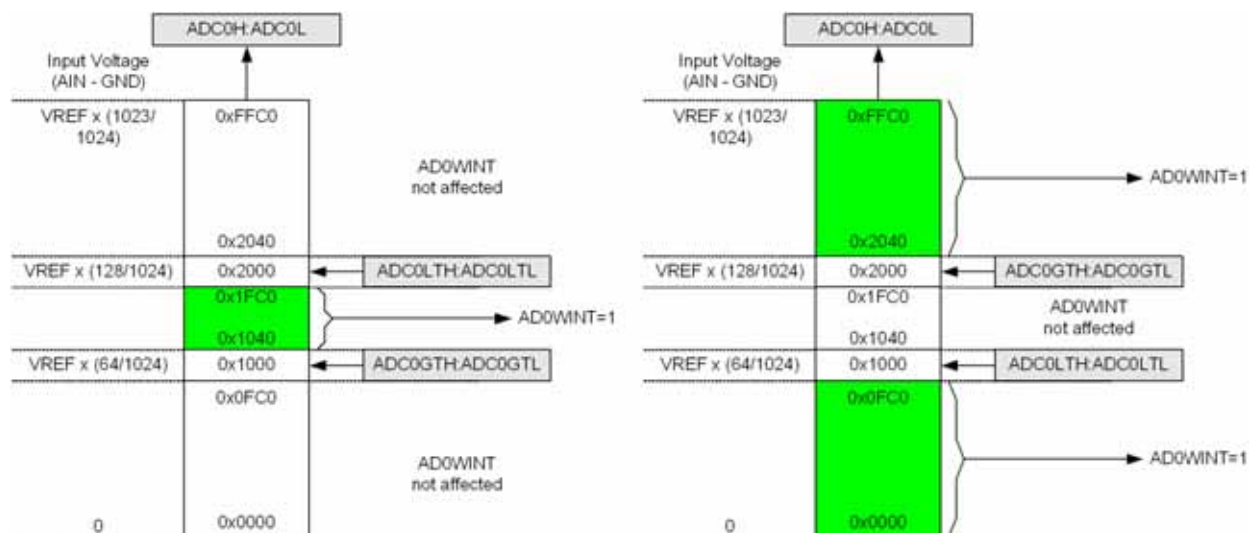 ADC0H:ADC0L
Input Voltage
(AIN - GND)
VREF x (1023/
1024)
0xFFC0
AD0WINT
not affected
0x2040
VREF x (128/1024)
0x2000
ADC0LTH:ADC0LTL
0x1FC0
AD0WINT=1
0x1040
VREF x (64/1024)
0x1000
ADC0GTH:ADC0GTL
0x0FC0
AD0WINT
not affected
0
0x0000
ADC0H:ADC0L
Input Voltage
(AIN - GND)
VREF x (1023/
1024)
0xFFC0
AD0WINT=1
0x2040
VREF x (128/1024)
0x2000
ADC0GTH:ADC0GTL
0x1FC0
AD0WINT
not affected
0x1040
VREF x (64/1024)
0x1000
ADC0LTH:ADC0LTL
0x0FC0
AD0WINT=1
0
0x0000